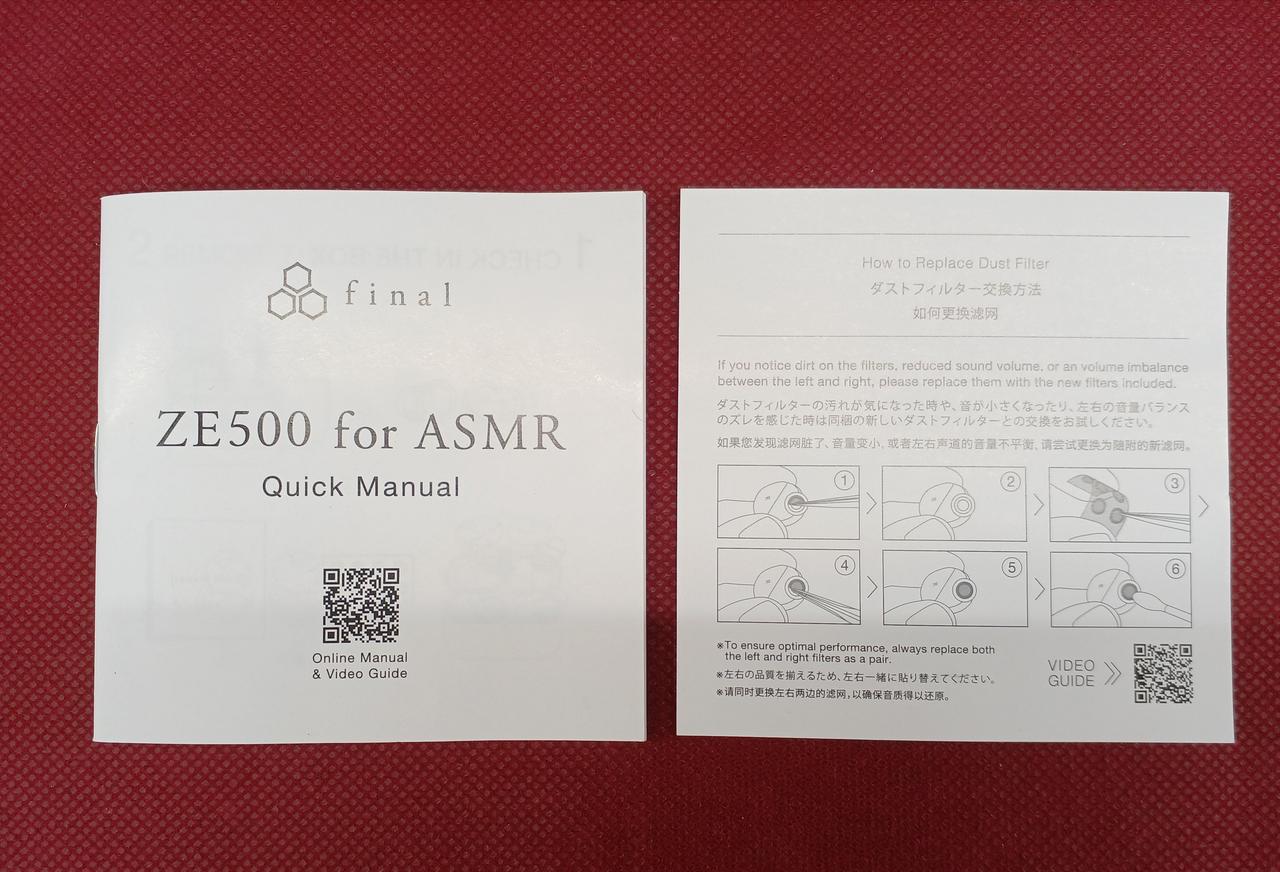 final
ZE500 for ASMR
Quick Manual
Online Manual
& Video Guide
How to Replace Dust Filter
ダストフィルター交換方法
如何更换滤网
If you notice dirt on the filters, reduced sound volume, or an volume imbalance
between the left and right, please replace them with the new filters included.
ダストフィルターの汚れが気になった時や、音が小さくなったり、左右の音量バランス
のズレを感じた時は同梱の新しいダストフィルターとの交換をお試しください。
如果您发现滤网脏了、音量变小、或者左右声道的音量不平衡, 请尝试更换为随附的新滤网。
1
2
3
4
5
6
※To ensure optimal performance, always replace both
the left and right filters as a pair.
※左右の品質を揃えるため、左右一緒に貼り替えてください。
※请同时更换左右两边的滤网,以确保音质得以还原。
VIDEO
GUIDE